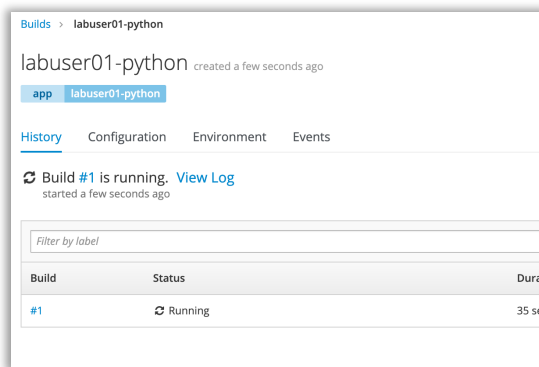 Builds > labuser01-python
labuser01-python created a few seconds ago
app labuser01-python
History Configuration Environment Events
Build #1 is running. View Log
started a few seconds ago
Filter by label
Build Status
#1 Running 35